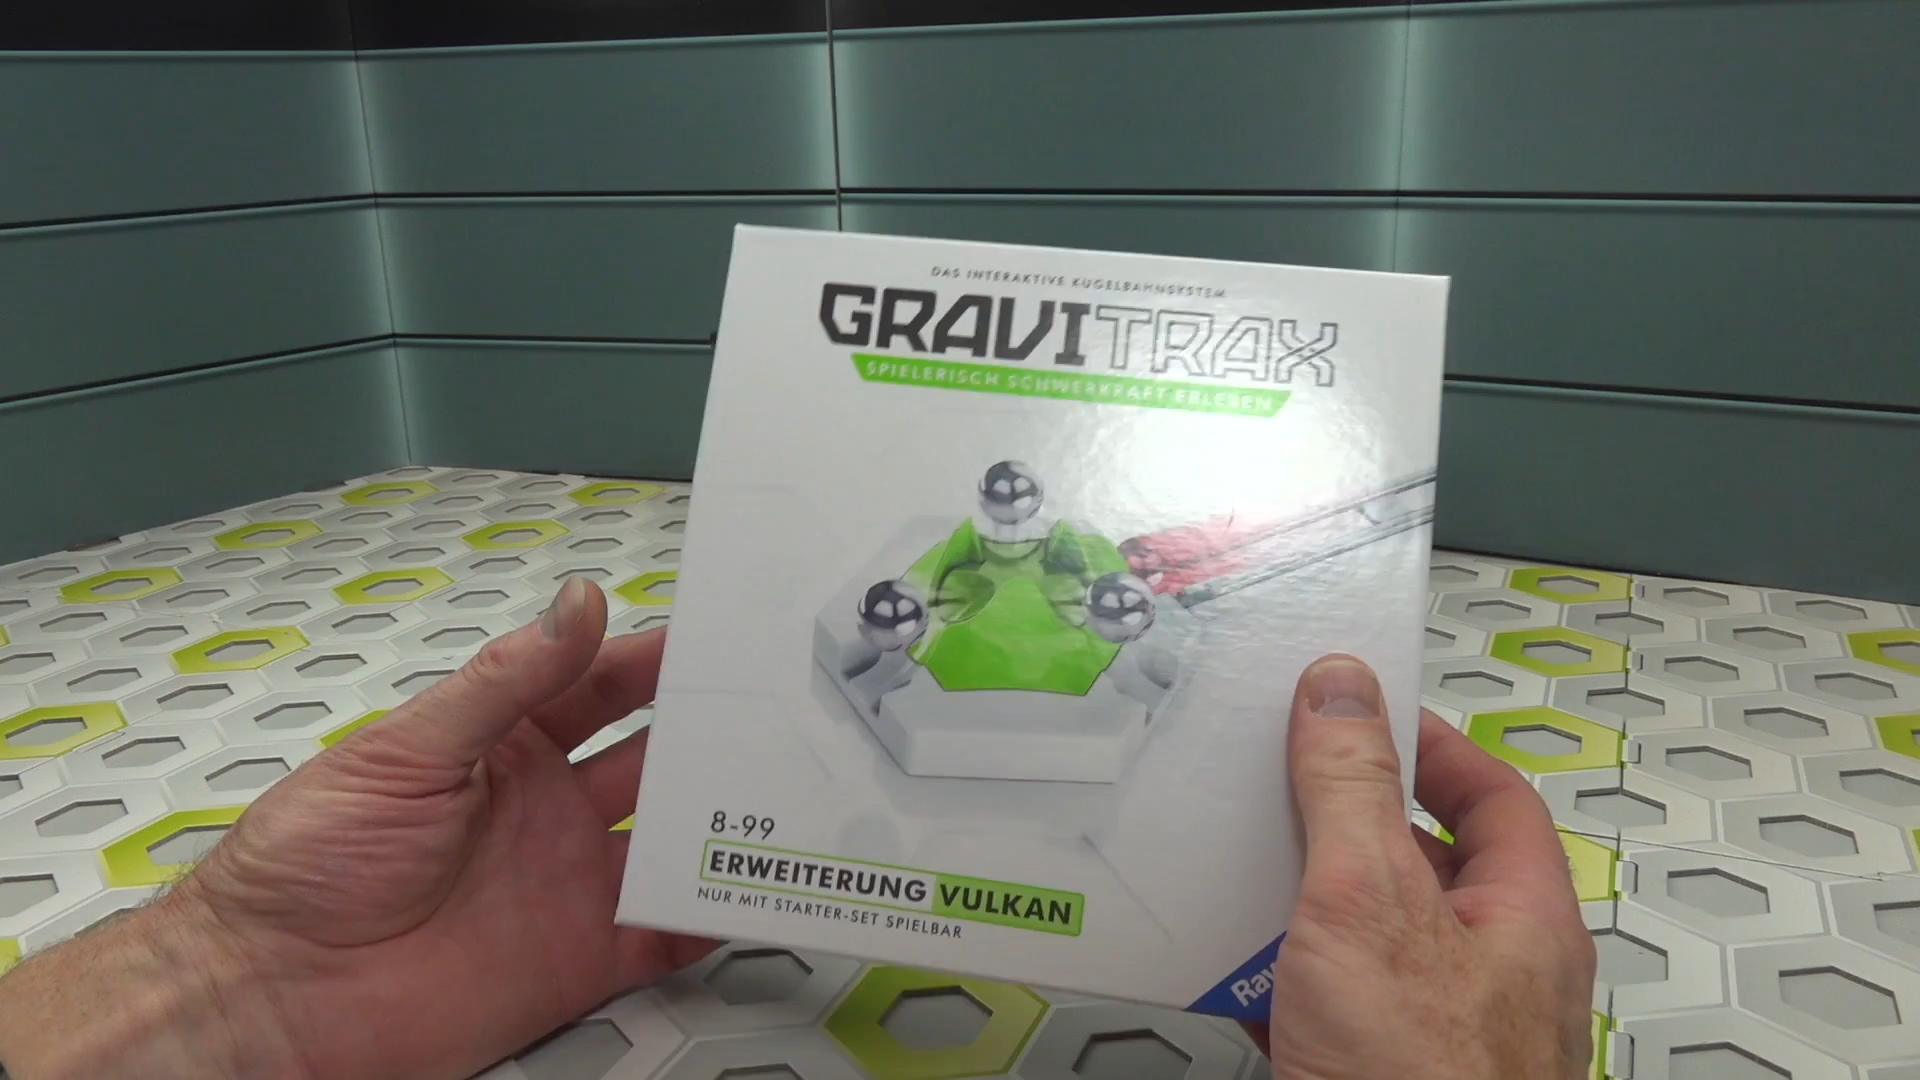 DAS INTERAKTIVE KUGELBAHNSYSTEM
GRAVITRAX
SPIELERISCH SCHWERKRAFT ERLEBEN
8-99
ERWEITERUNG VULKAN
NUR MIT STARTER-SET SPIELBAR